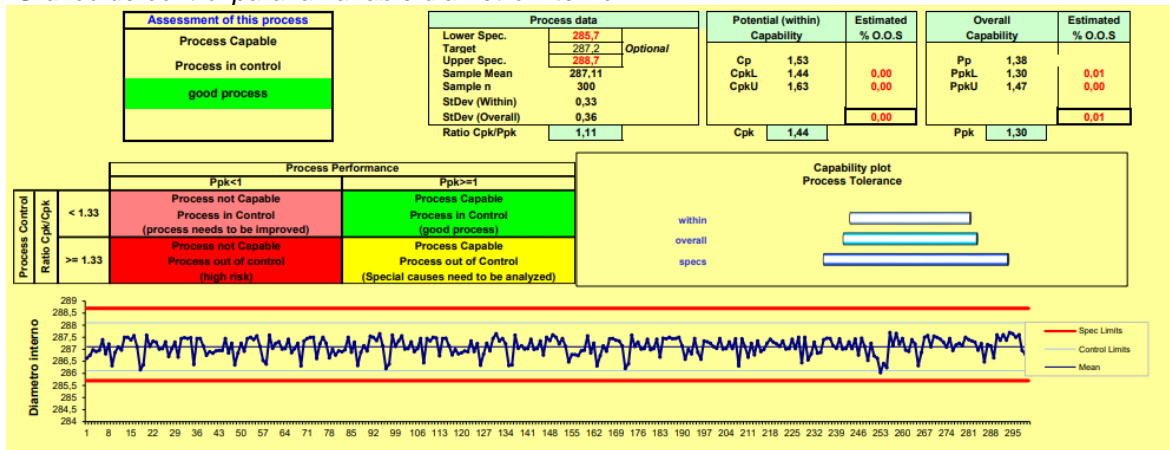 Assessment of this process
Process Capable
Process in control
good process
Process data
Lower Spec. 285,7
Target 287,2 Optional
Upper Spec. 288,7
Sample Mean 287,11
Sample n 300
StDev (Within) 0,33
StDev (Overall) 0,36
Ratio Cpk/Ppk 1,11
Potential (within) Estimated
Capability % O.O.S
Cp 1,53
CpkL 1,44 0,00
CpkU 1,63 0,00
0,00
Cpk 1,44
Overall Estimated
Capability % O.O.S
Pp 1,38
PpkL 1,30 0,01
PpkU 1,47 0,00
0,01
Ppk 1,30
Process Performance
Ppk<1 Ppk>=1
Process Control
Ratio Cpk/Cpk
< 1.33
Process not Capable
Process in Control
(process needs to be improved)
Process Capable
Process in Control
(good process)
>= 1.33
Process not Capable
Process out of control
(high risk)
Process Capable
Process out of Control
(Special causes need to be analyzed)
Capability plot
Process Tolerance
within
overall
specs
Diametro interno
289
288,5
288
287,5
287
286,5
286
285,5
285
284,5
284
1 8 15 22 29 36 43 50 57 64 71 78 85 92 99 106 113 120 127 134 141 148 155 162 169 176 183 190 197 204 211 218 225 232 239 246 253 260 267 274 281 288 295
Spec Limits
Control Limits
Mean